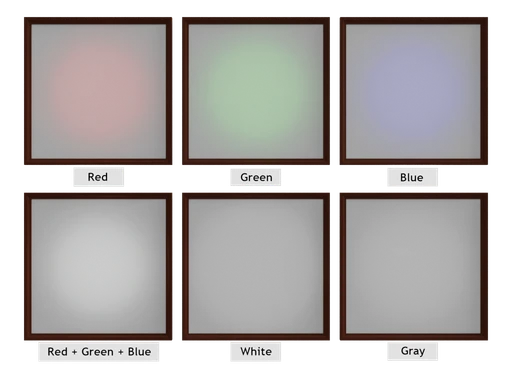 Red
Green
Blue
Red + Green + Blue
White
Gray